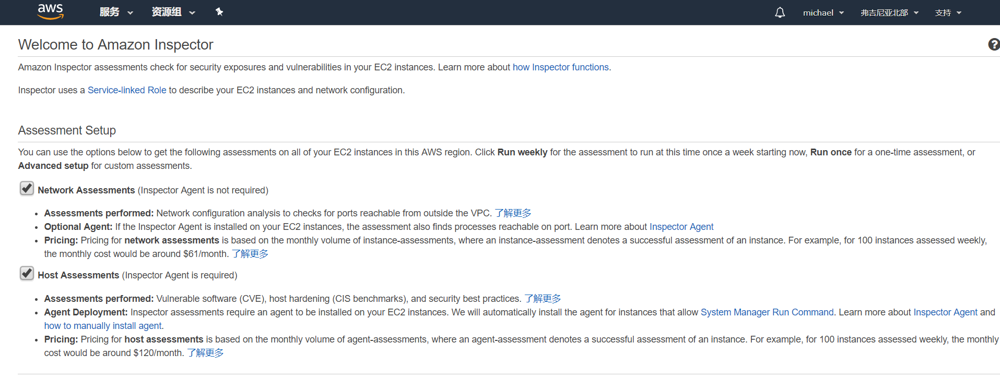 aws 服务 资源组 michael 弗吉尼亚北部 支持
Welcome to Amazon Inspector
Amazon Inspector assessments check for security exposures and vulnerabilities in your EC2 instances. Learn more about how Inspector functions.
Inspector uses a Service-linked Role to describe your EC2 instances and network configuration.
Assessment Setup
You can use the options below to get the following assessments on all of your EC2 instances in this AWS region. Click Run weekly for the assessment to run at this time once a week starting now, Run once for a one-time assessment, or
Advanced setup for custom assessments.
Network Assessments (Inspector Agent is not required)
• Assessments performed: Network configuration analysis to checks for ports reachable from outside the VPC. 了解更多
• Optional Agent: If the Inspector Agent is installed on your EC2 instances, the assessment also finds processes reachable on port. Learn more about Inspector Agent
• Pricing: Pricing for network assessments is based on the monthly volume of instance-assessments, where an instance-assessment denotes a successful assessment of an instance. For example, for 100 instances assessed weekly,
the monthly cost would be around $61/month. 了解更多
Host Assessments (Inspector Agent is required)
• Assessments performed: Vulnerable software (CVE), host hardening (CIS benchmarks), and security best practices. 了解更多
• Agent Deployment: Inspector assessments require an agent to be installed on your EC2 instances. We will automatically install the agent for instances that allow System Manager Run Command. Learn more about Inspector Agent and
how to manually install agent.
• Pricing: Pricing for host assessments is based on the monthly volume of agent-assessments, where an agent-assessment denotes a successful assessment of an instance. For example, for 100 instances assessed weekly, the monthly
cost would be around $120/month. 了解更多